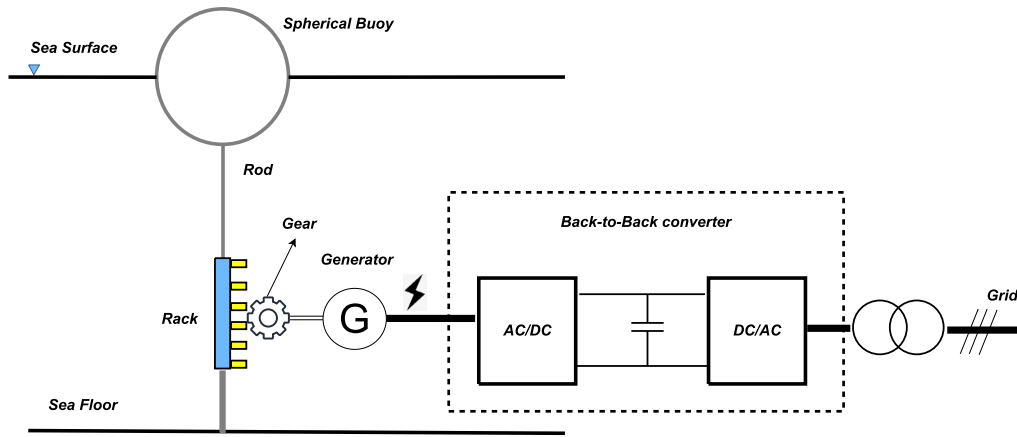 Spherical Buoy
Sea Surface
Rod
Back-to-Back converter
Gear
Generator
Grid
Rack
G
AC/DC
DC/AC
Sea Floor